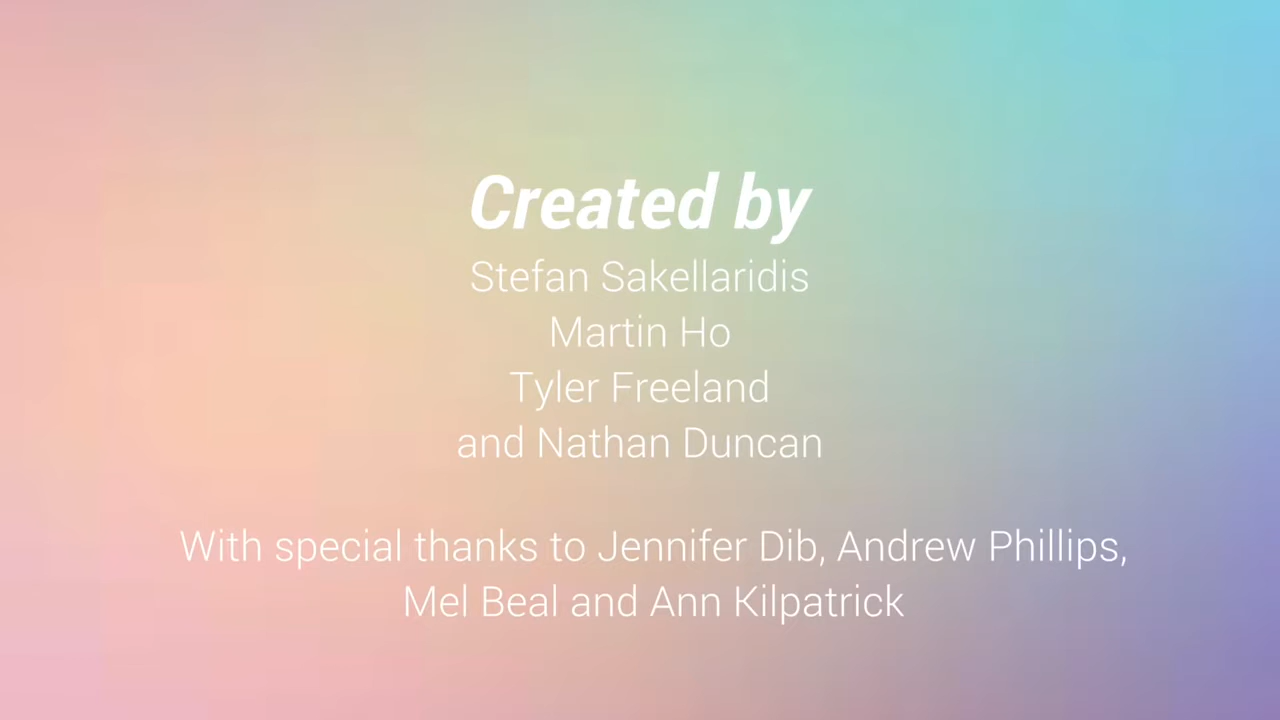 Created by
Stefan Sakellaridis
Martin Ho
Tyler Freeland
and Nathan Duncan
With special thanks to Jennifer Dib, Andrew Phillips,
Mel Beal and Ann Kilpatrick